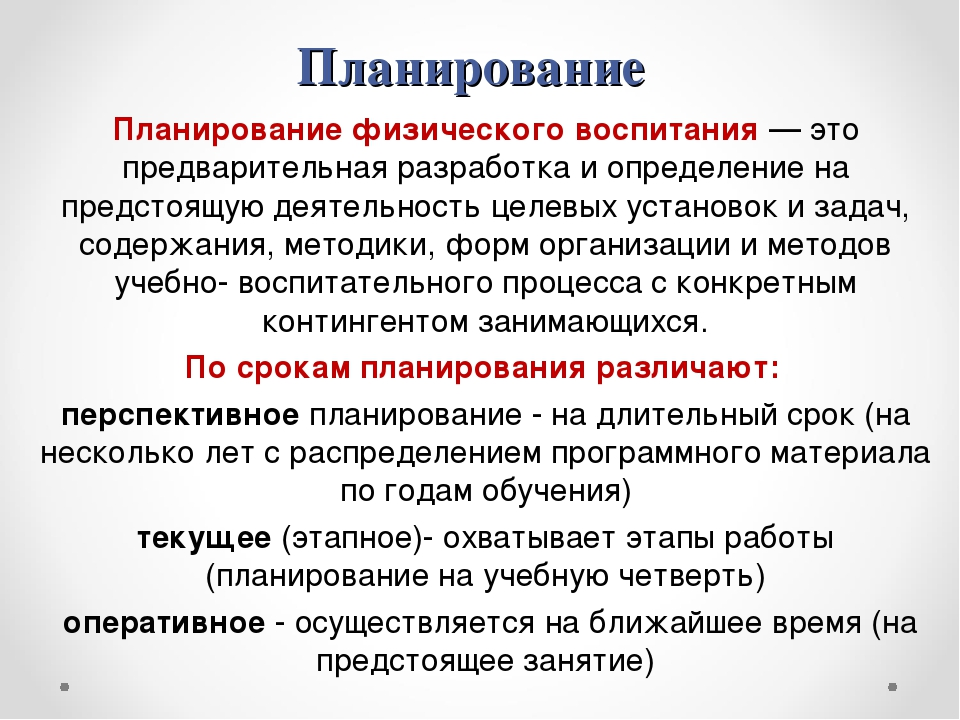 Планирование
Планирование физического воспитания — это
предварительная разработка и определение на
предстоящую деятельность целевых установок и задач,
содержания, методики, форм организации и методов
учебно- воспитательного процесса с конкретным
контингентом занимающихся.
По срокам планирования различают:
перспективное планирование - на длительный срок (на
несколько лет с распределением программного материала
по годам обучения)
текущее (этапное)- охватывает этапы работы
(планирование на учебную четверть)
оперативное - осуществляется на ближайшее время (на
предстоящее занятие)